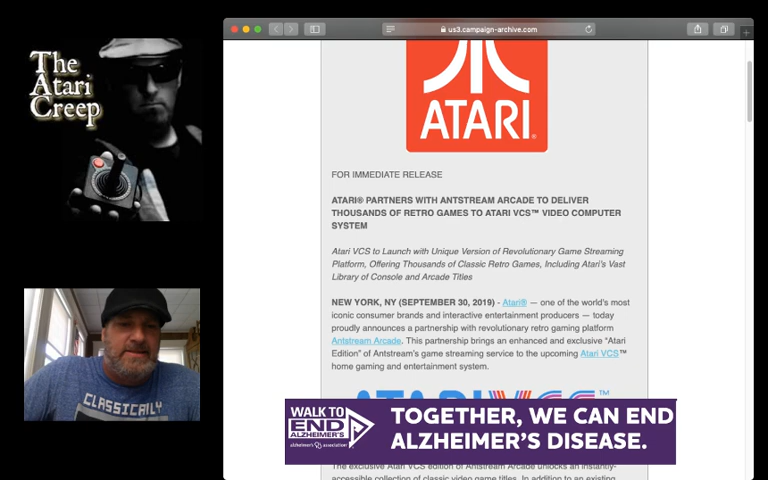 The
Atari
Creep
us3.campaign-archive.com
ATARI
FOR IMMEDIATE RELEASE
ATARI® PARTNERS WITH ANTSTREAM ARCADE TO DELIVER
THOUSANDS OF RETRO GAMES TO ATARI VCS™ VIDEO COMPUTER
SYSTEM
Atari VCS to Launch with Unique Version of Revolutionary Game Streaming
Platform, Offering Thousands of Classic Retro Games, Including Atari's Vast
Library of Console and Arcade Titles
NEW YORK, NY (SEPTEMBER 30, 2019) - Atari® — one of the world's most
iconic consumer brands and interactive entertainment producers — today
proudly announces a partnership with revolutionary retro gaming platform
Antstream Arcade. This partnership brings an enhanced and exclusive "Atari
Edition" of Antstream's game streaming service to the upcoming Atari VCS™
home gaming and entertainment system.
ATARI VCS™
WALK TO
END
ALZHEIMER'S
alzheimer's association
TOGETHER, WE CAN END
ALZHEIMER'S DISEASE.
The exclusive Atari VCS edition of Antstream Arcade unlocks an instantly-
accessible collection of classic video game titles. In addition to an existing
CLASSICALLY